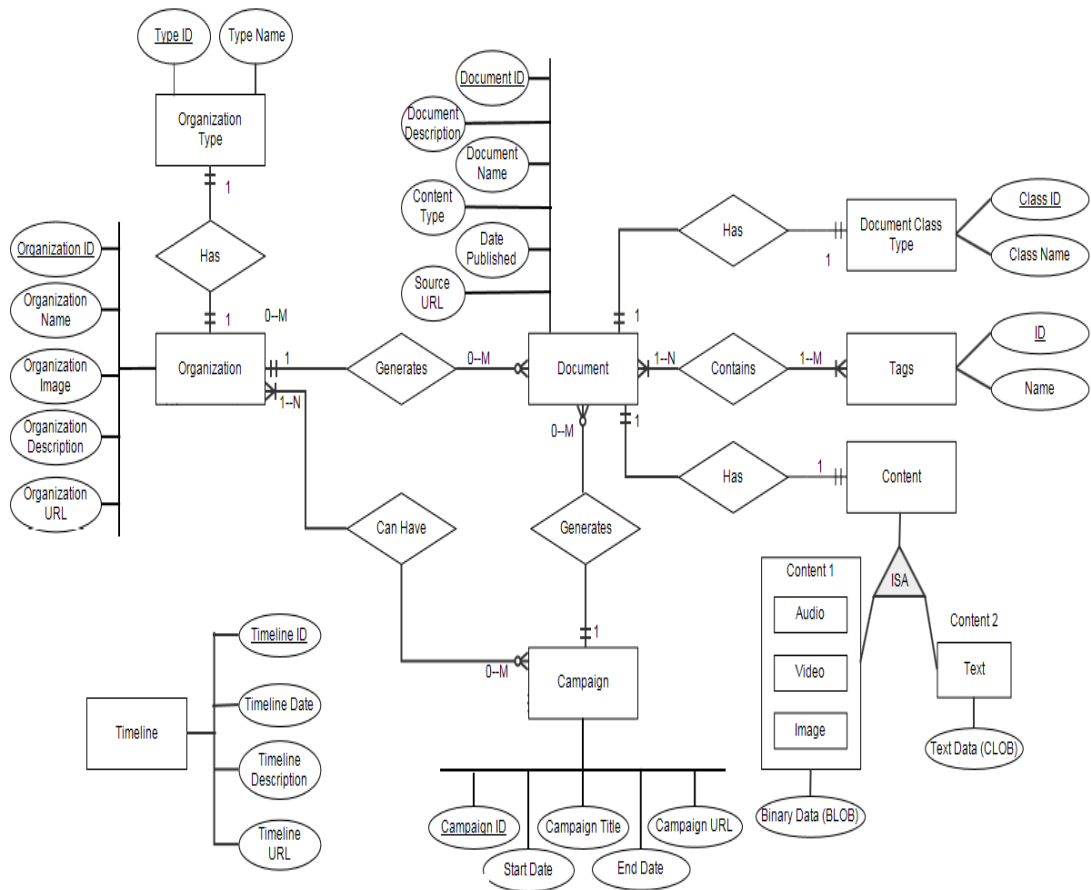 Type ID
Type Name
Organization
Type
1
Has
1
Organization ID
Organization
Name
Organization
Image
Organization
Description
Organization
URL
Organization
0--M
1
1--N
Generates
0--M
Document ID
Document
Description
Document
Name
Content
Type
Date
Published
Source
URL
Document
1
Has
1
Document Class
Type
Class ID
Class Name
1--N
Contains
1--M
Tags
ID
Name
1
Has
1
Content
ISA
Content 1
Audio
Video
Image
Binary Data (BLOB)
Content 2
Text
Text Data (CLOB)
0--M
Generates
1
Can Have
0--M
Campaign
Campaign ID
Start Date
Campaign Title
End Date
Campaign URL
Timeline
Timeline ID
Timeline Date
Timeline
Description
Timeline
URL